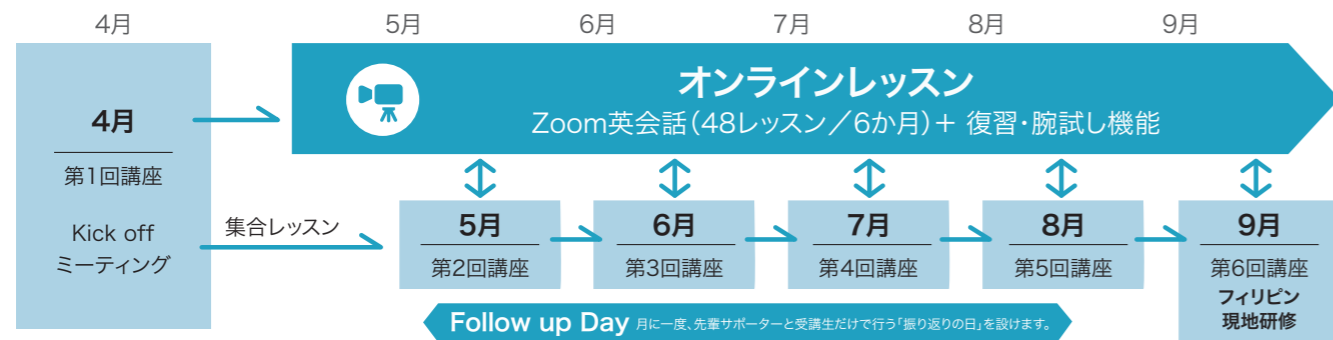 4月
5月
6月
7月
8月
9月
4月
第1回講座
Kick off
ミーティング
オンラインレッスン
Zoom英会話（48レッスン／6か月）＋ 復習・腕試し機能
集合レッスン
5月
第2回講座
6月
第3回講座
7月
第4回講座
8月
第5回講座
9月
第6回講座
フィリピン
現地研修
Follow up Day 月に一度、先輩サポーターと受講生だけで行う「振り返りの日」を設けます。